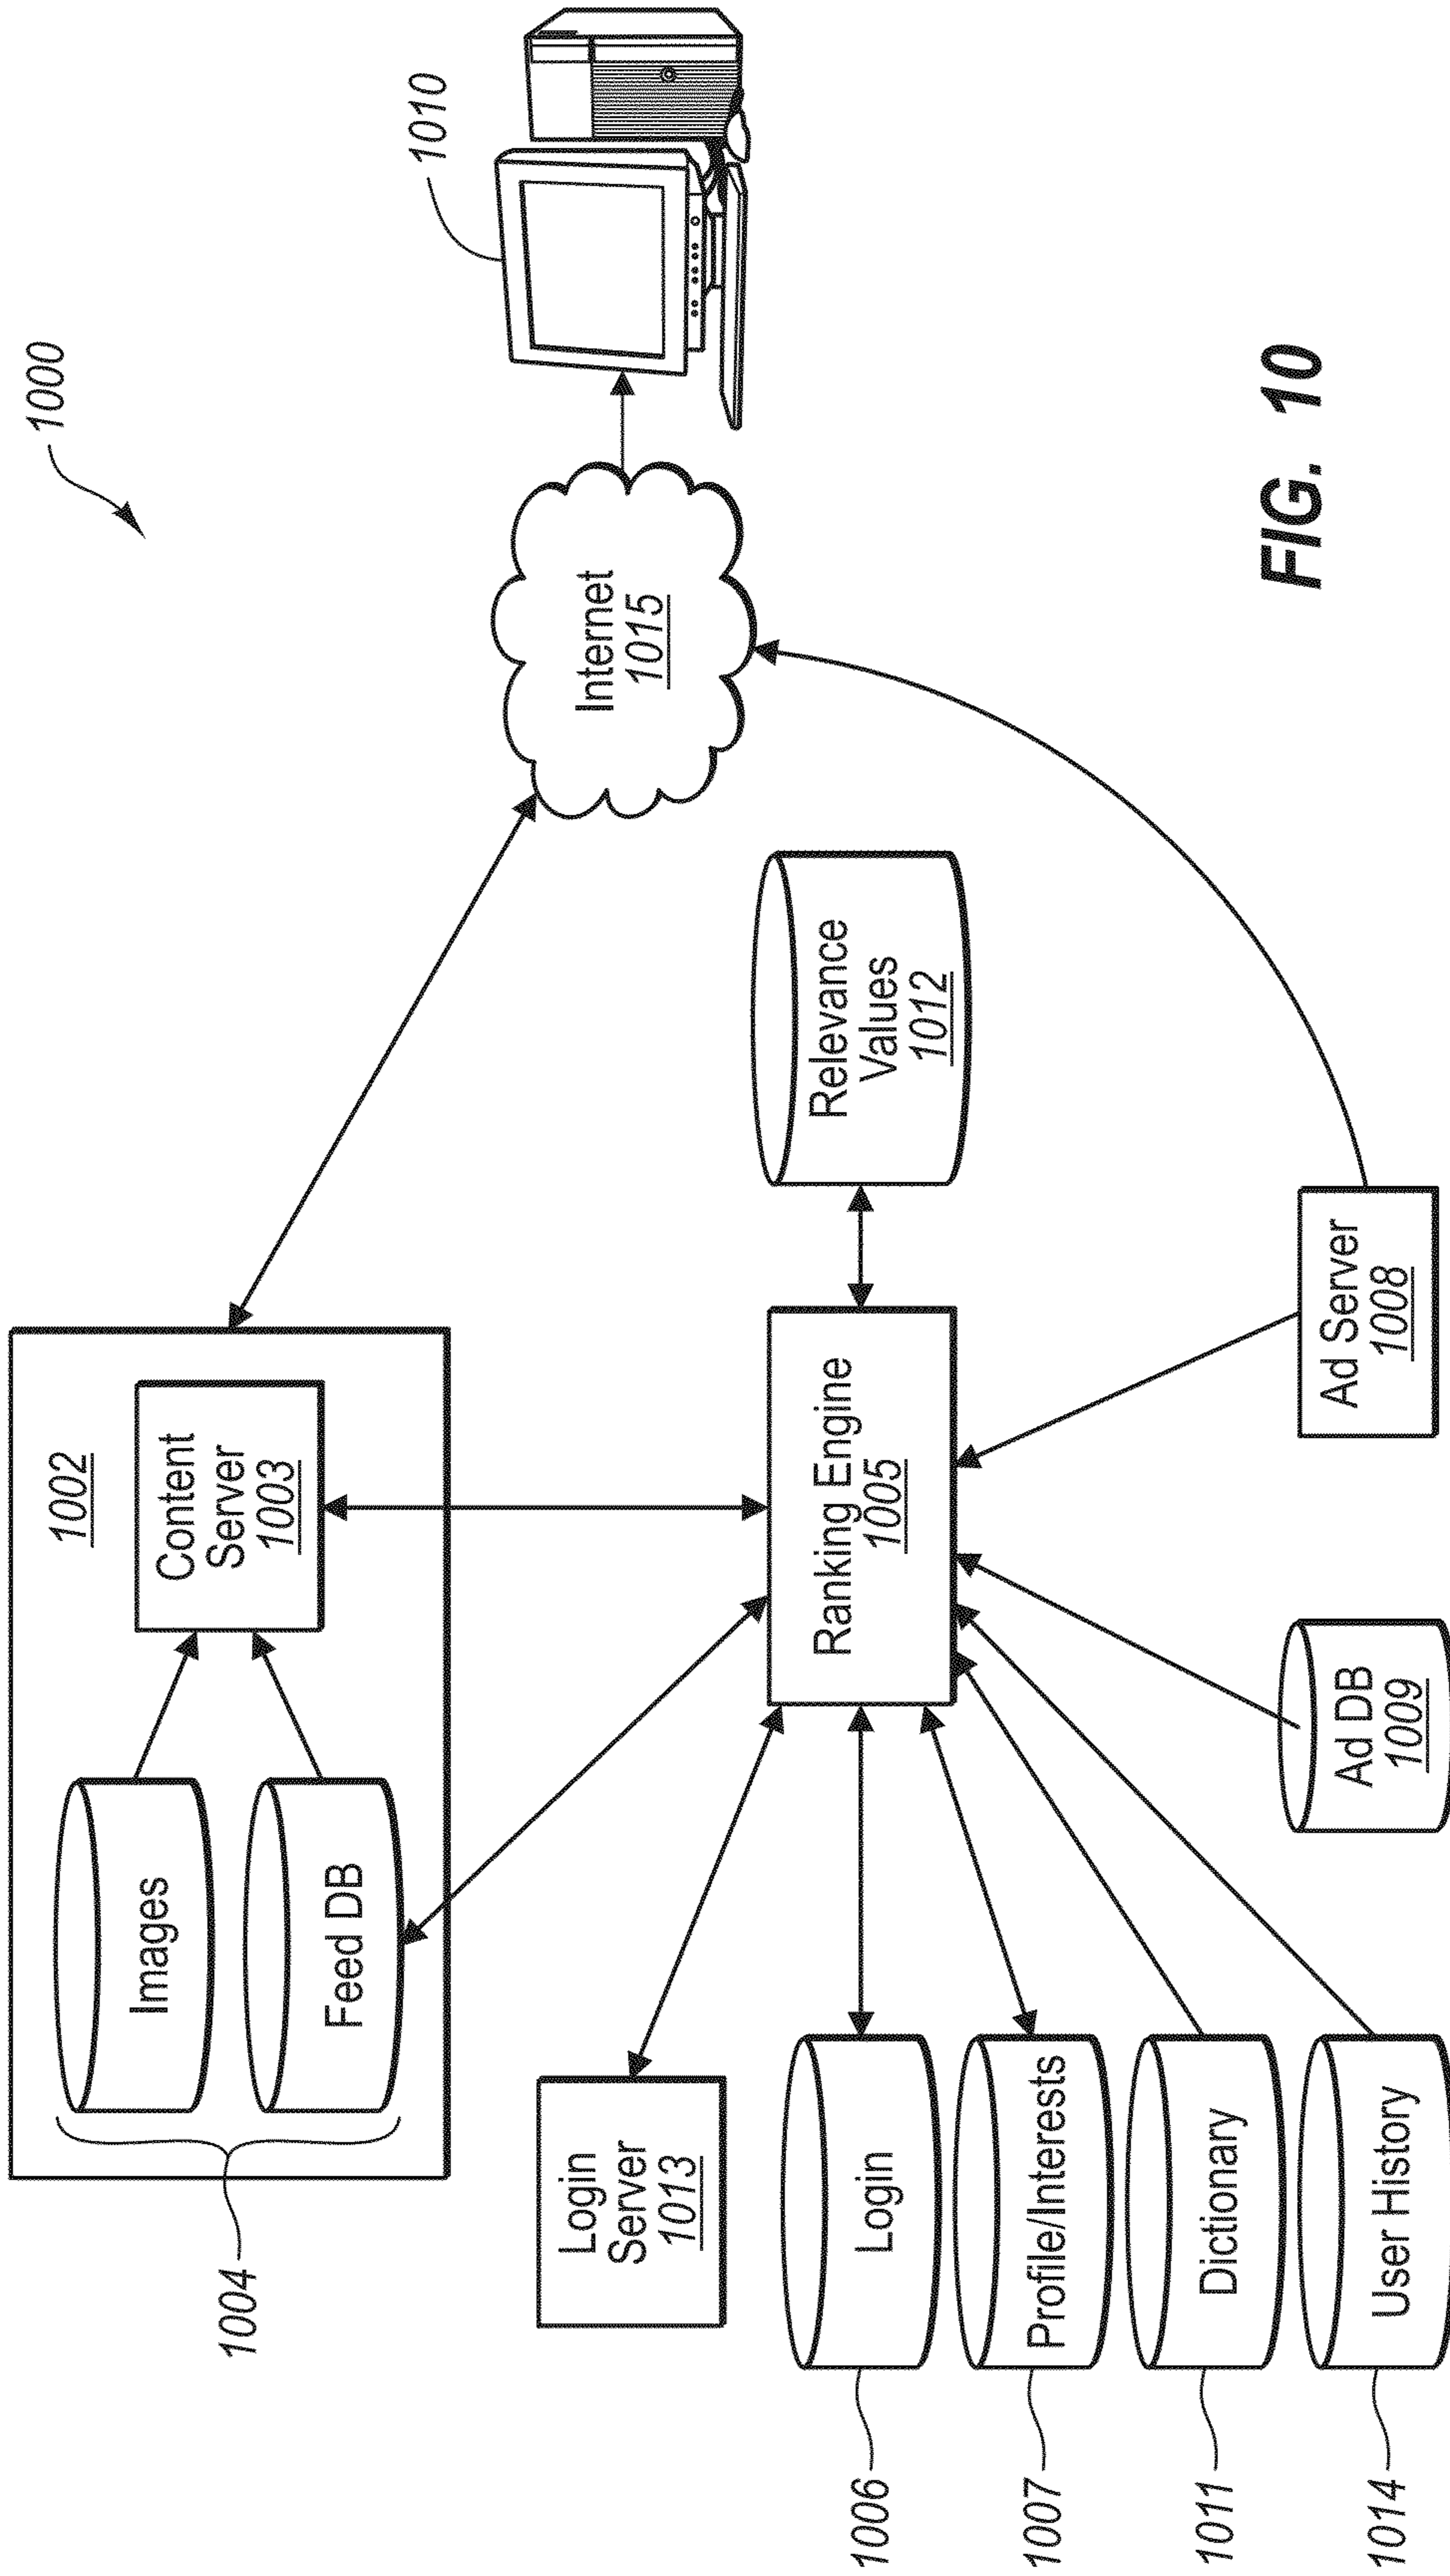 1000
1010
1002
Content
Server
1003
Images
Feed DB
1004
Internet
1015
Login
Server
1013
Ranking Engine
1005
Relevance
Values
1012
1006
Login
1007
Profile/Interests
1011
Dictionary
1014
User History
Ad DB
1009
Ad Server
1008
FIG. 10